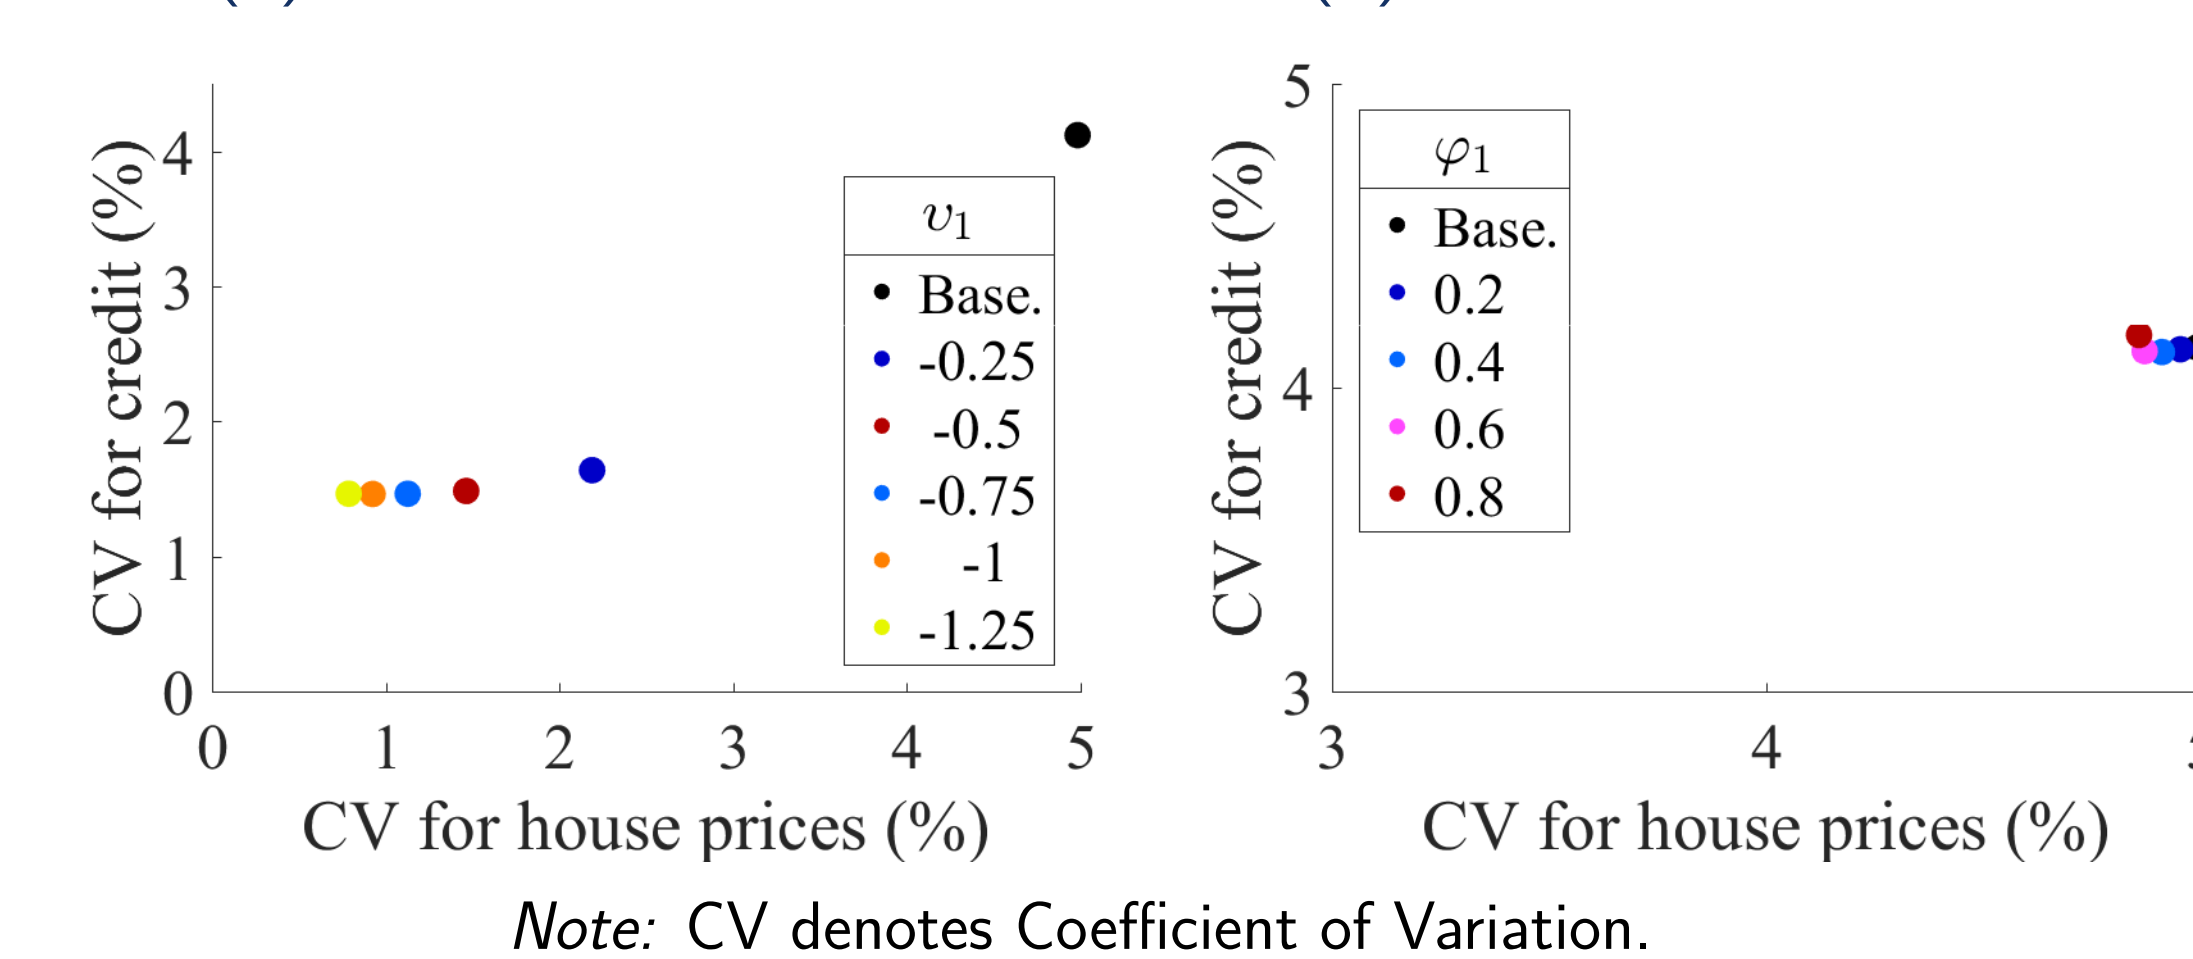 CV for credit (%)
4
3
2
1
0
0 1 2 3 4 5
CV for house prices (%)
υ1
Base.
-0.25
-0.5
-0.75
-1
-1.25
CV for credit (%)
5
4
3
3 4
CV for house prices (%)
φ1
Base.
0.2
0.4
0.6
0.8
Note: CV denotes Coefficient of Variation.